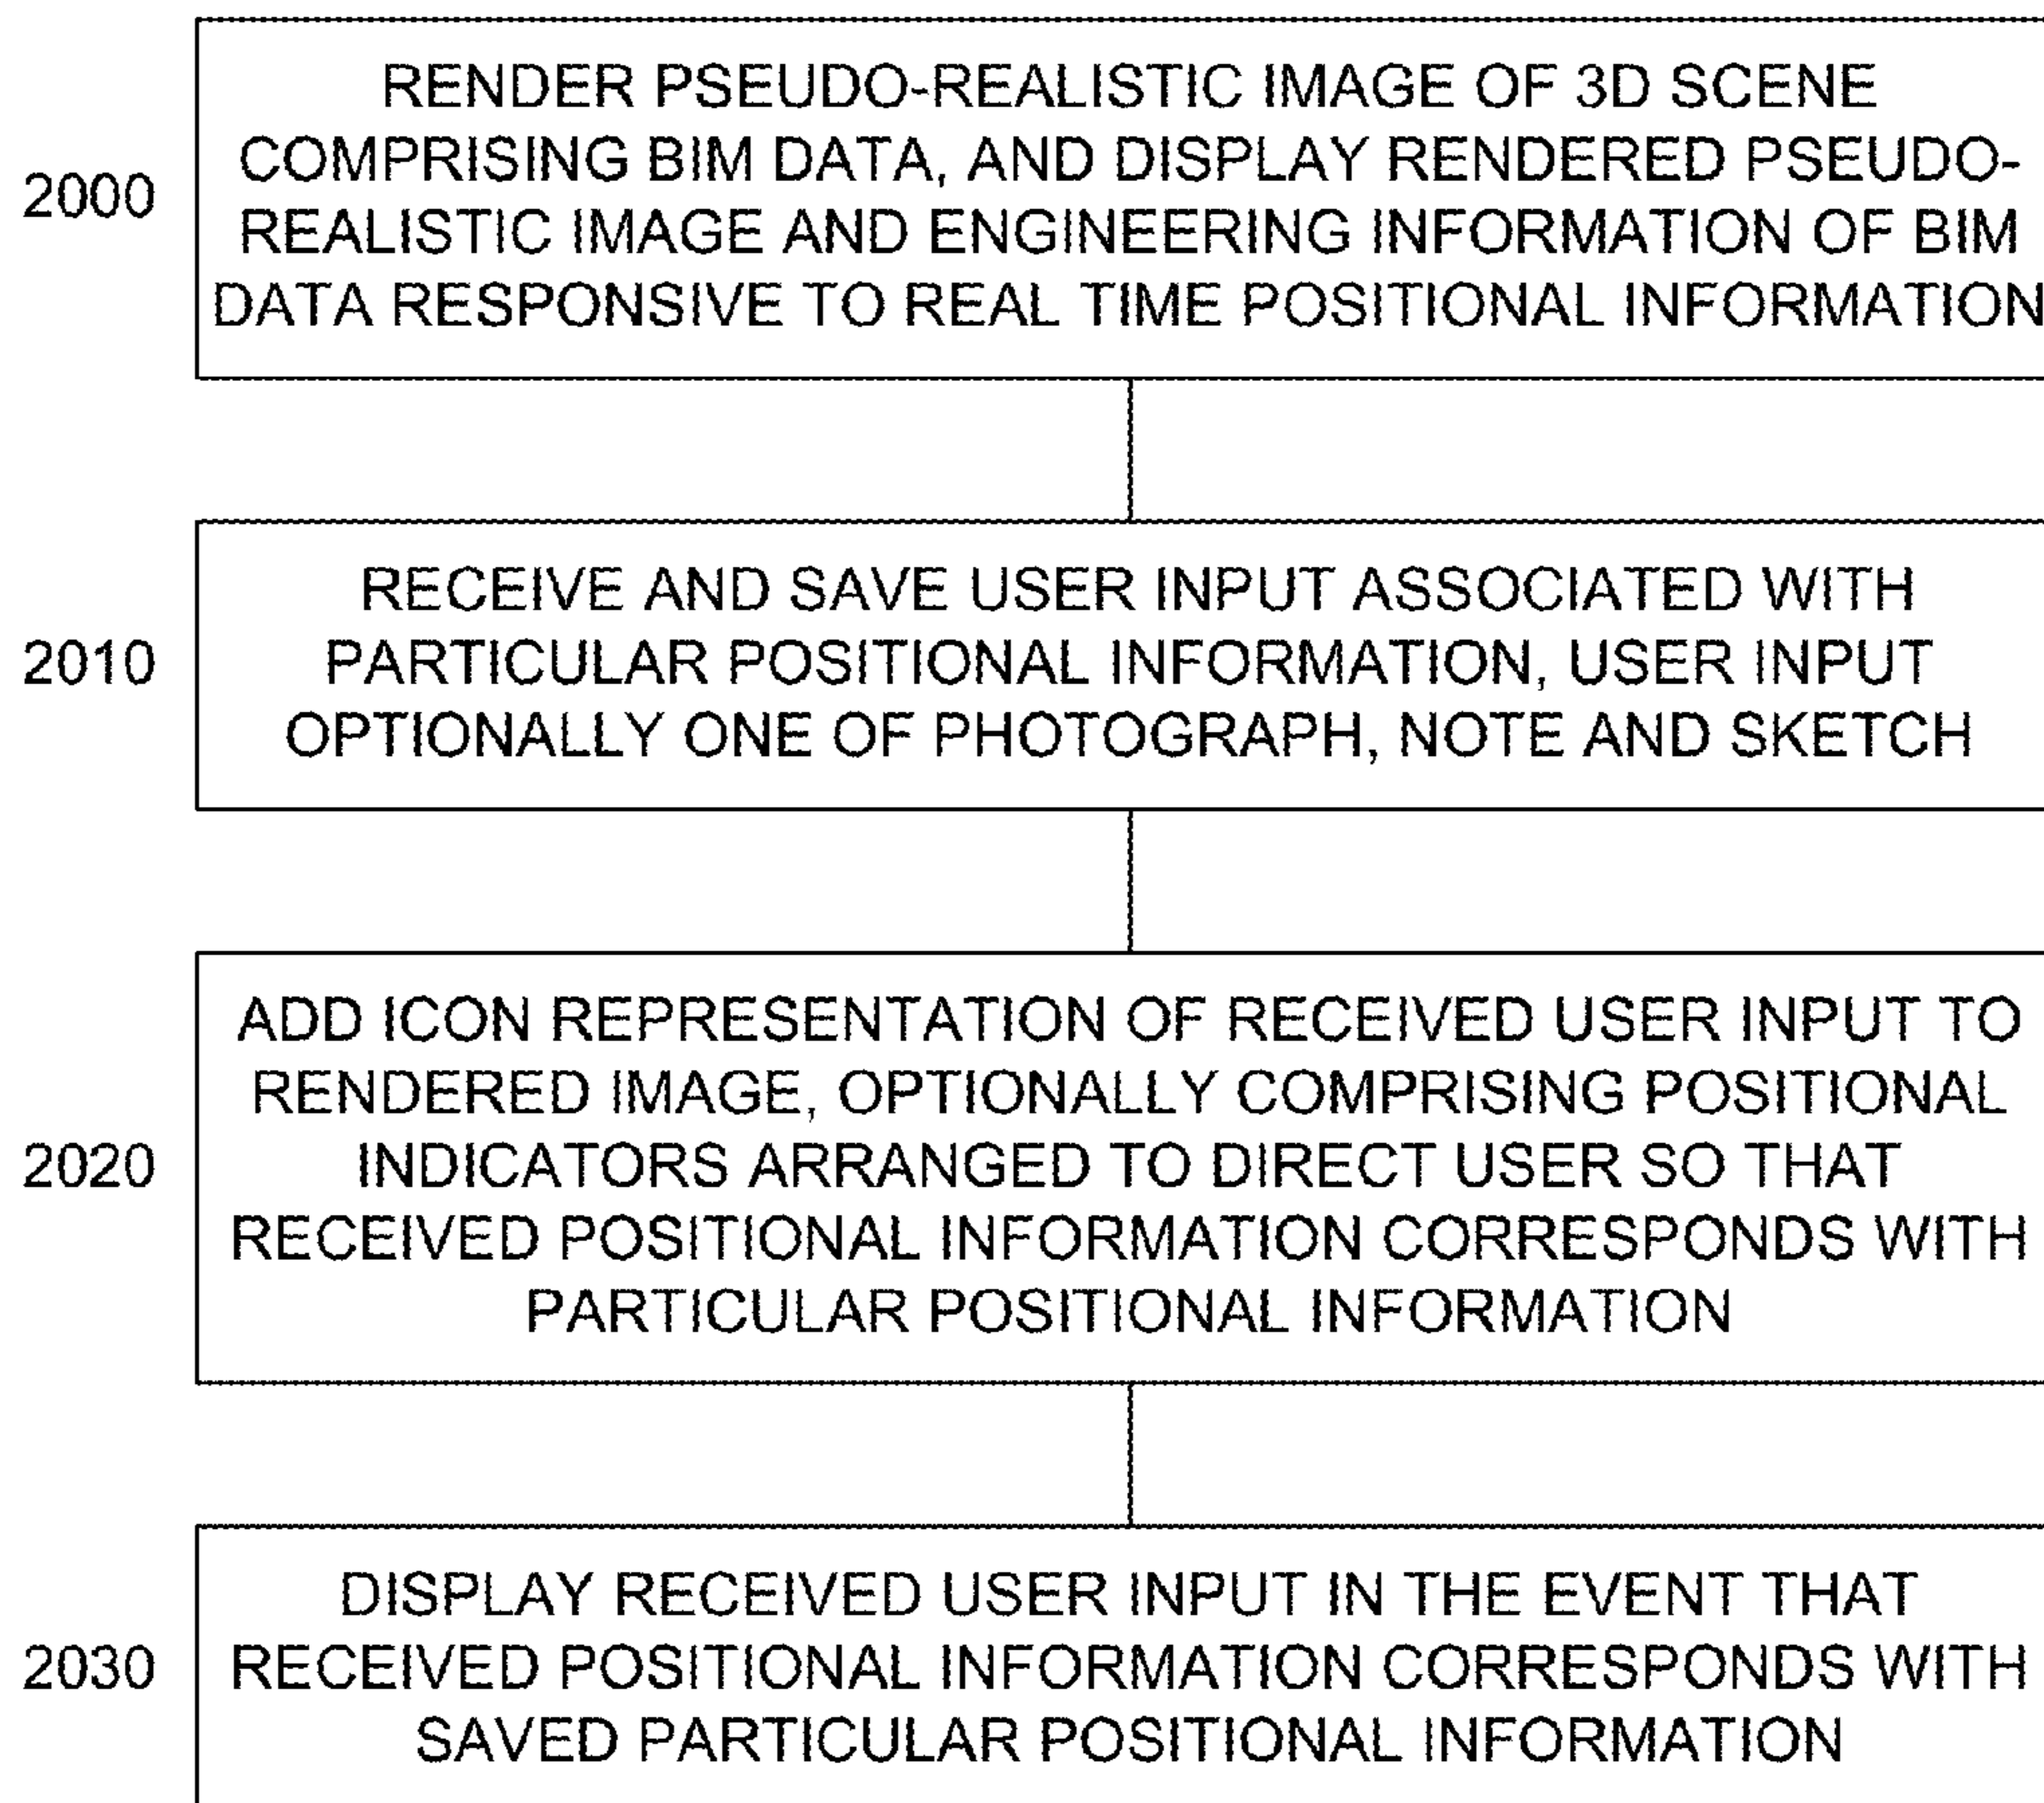 RENDER PSEUDO-REALISTIC IMAGE OF 3D SCENE
COMPRISING BIM DATA, AND DISPLAY RENDERED PSEUDO-
2000
REALISTIC IMAGE AND ENGINEERING INFORMATION OF BIM
DATA RESPONSIVE TO REAL TIME POSITIONAL INFORMATION
RECEIVE AND SAVE USER INPUT ASSOCIATED WITH
2010
PARTICULAR POSITIONAL INFORMATION, USER INPUT
OPTIONALLY ONE OF PHOTOGRAPH, NOTE AND SKETCH
ADD ICON REPRESENTATION OF RECEIVED USER INPUT TO
RENDERED IMAGE, OPTIONALLY COMPRISING POSITIONAL
2020
INDICATORS ARRANGED TO DIRECT USER SO THAT
RECEIVED POSITIONAL INFORMATION CORRESPONDS WITH
PARTICULAR POSITIONAL INFORMATION
DISPLAY RECEIVED USER INPUT IN THE EVENT THAT
2030
RECEIVED POSITIONAL INFORMATION CORRESPONDS WITH
SAVED PARTICULAR POSITIONAL INFORMATION